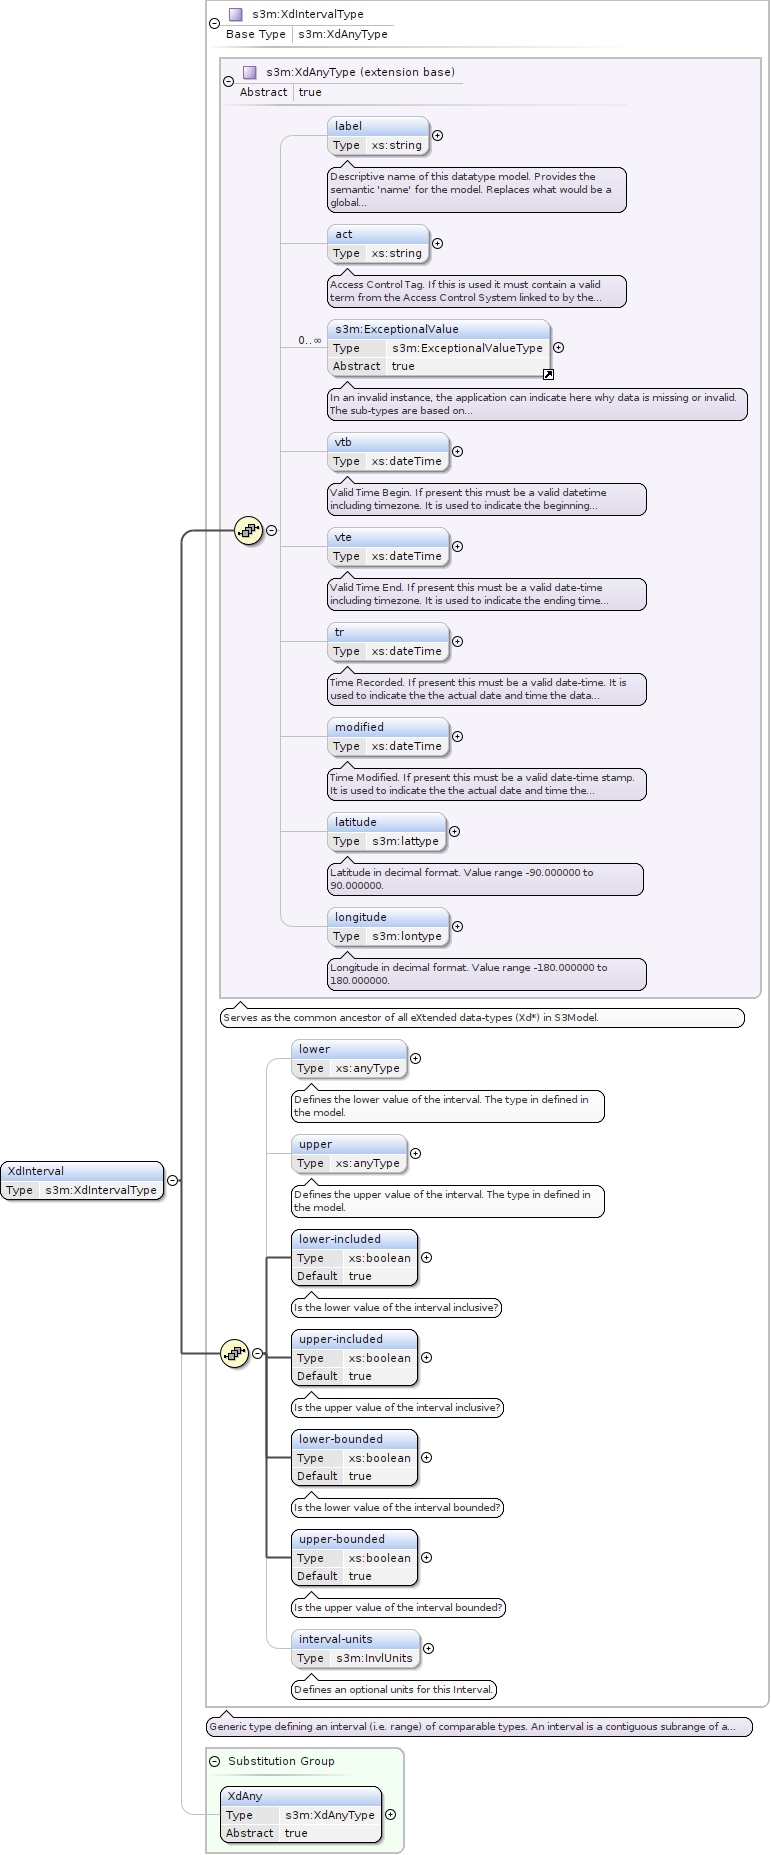 s3m:XdIntervalType
Base Type s3m:XdAnyType
s3m:XdAnyType (extension base)
Abstract true
label
Type xs:string
Descriptive name of this datatype model. Provides the
semantic 'name' for the model. Replaces what would be a
global...
act
Type xs:string
Access Control Tag. If this is used it must contain a valid
term from the Access Control System linked to by the...
s3m:ExceptionalValue
0..∞
Type s3m:ExceptionalValueType
Abstract true
In an invalid instance, the application can indicate here why data is missing or invalid.
The sub-types are based on...
vtb
Type xs:dateTime
Valid Time Begin. If present this must be a valid datetime
including timezone. It is used to indicate the beginning...
vte
Type xs:dateTime
Valid Time End. If present this must be a valid date-time
including timezone. It is used to indicate the ending time...
tr
Type xs:dateTime
Time Recorded. If present this must be a valid date-time. It is
used to indicate the the actual date and time the data...
modified
Type xs:dateTime
Time Modified. If present this must be a valid date-time stamp.
It is used to indicate the the actual date and time the...
latitude
Type s3m:lattype
Latitude in decimal format. Value range -90.000000 to
90.000000.
longitude
Type s3m:lontype
Longitude in decimal format. Value range -180.000000 to
180.000000.
Serves as the common ancestor of all eXtended data-types (Xd*) in S3Model.
lower
Type xs:anyType
Defines the lower value of the interval. The type in defined in
the model.
upper
Type xs:anyType
Defines the upper value of the interval. The type in defined in
the model.
XdInterval
Type s3m:XdIntervalType
lower-included
Type xs:boolean
Default true
Is the lower value of the interval inclusive?
upper-included
Type xs:boolean
Default true
Is the upper value of the interval inclusive?
lower-bounded
Type xs:boolean
Default true
Is the lower value of the interval bounded?
upper-bounded
Type xs:boolean
Default true
Is the upper value of the interval bounded?
interval-units
Type s3m:InvlUnits
Defines an optional units for this Interval.
Generic type defining an interval (i.e. range) of comparable types. An interval is a contiguous subrange of a...
Substitution Group
XdAny
Type s3m:XdAnyType
Abstract true